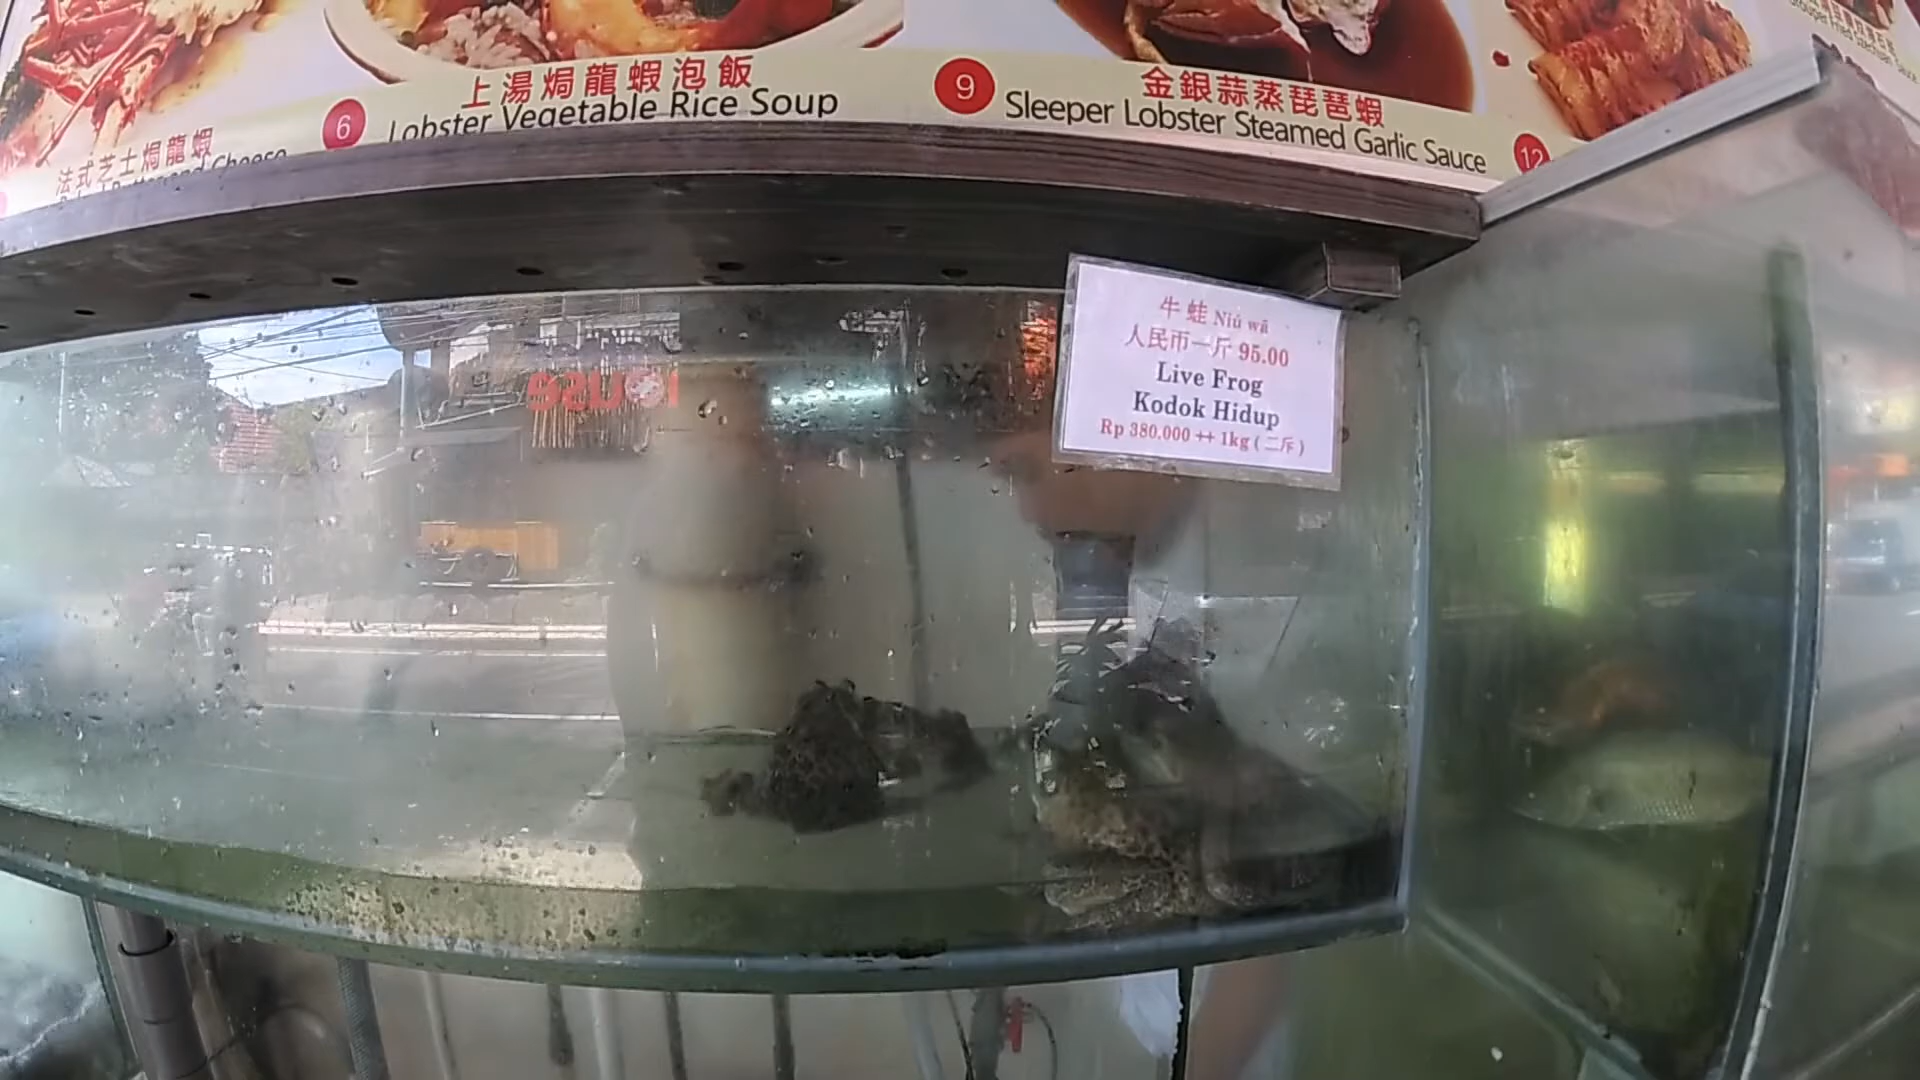 上湯焗龍蝦泡飯
6 Lobster Vegetable Rice Soup
金銀蒜蒸琵琶蝦
9 Sleeper Lobster Steamed Garlic Sauce
12
法式芝士焗龍蝦
牛蛙 Niú wā
人民币一斤 95.00
Live Frog
Kodok Hidup
Rp 380.000 ++ 1kg (二斤)